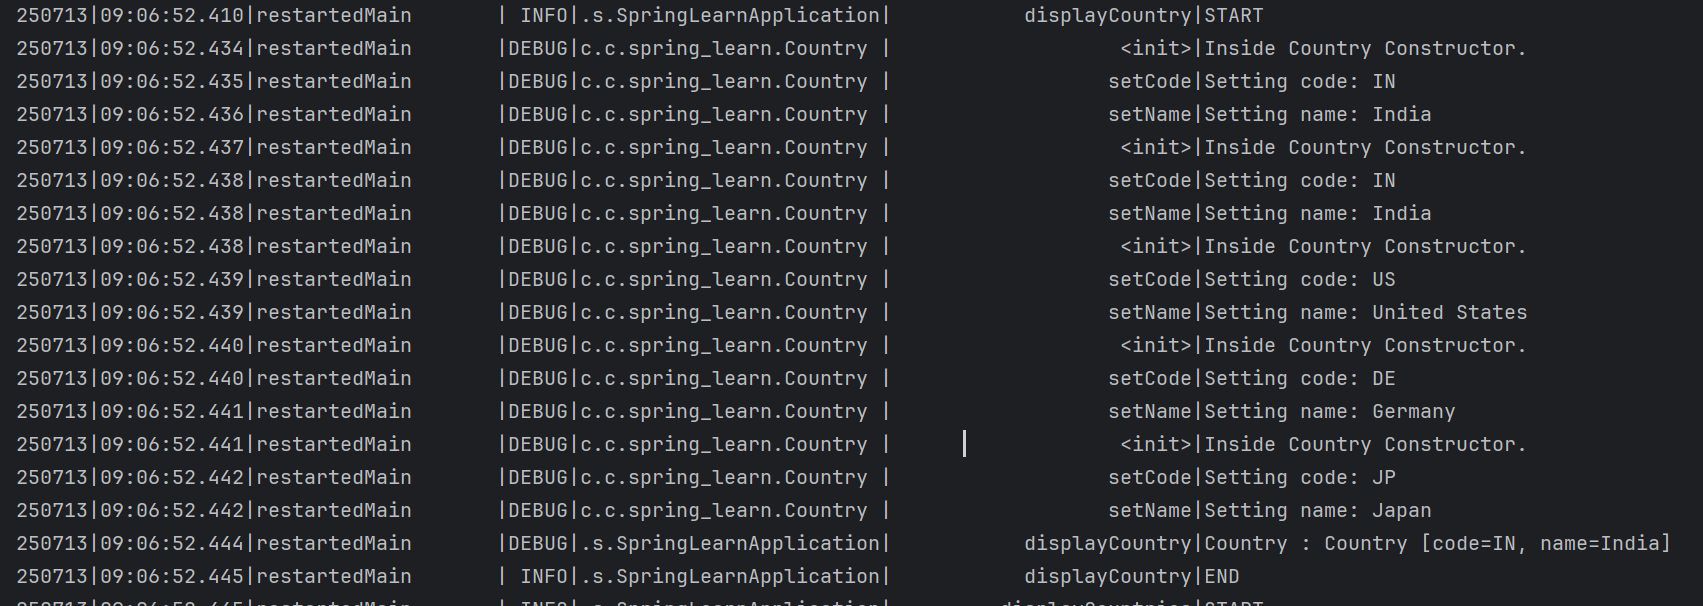 250713|09:06:52.410|restartedMain       | INFO|.s.SpringLearnApplication|           displayCountry|START
250713|09:06:52.434|restartedMain       |DEBUG|c.c.spring_learn.Country |                   <init>|Inside Country Constructor.
250713|09:06:52.435|restartedMain       |DEBUG|c.c.spring_learn.Country |                  setCode|Setting code: IN
250713|09:06:52.436|restartedMain       |DEBUG|c.c.spring_learn.Country |                  setName|Setting name: India
250713|09:06:52.437|restartedMain       |DEBUG|c.c.spring_learn.Country |                   <init>|Inside Country Constructor.
250713|09:06:52.438|restartedMain       |DEBUG|c.c.spring_learn.Country |                  setCode|Setting code: IN
250713|09:06:52.438|restartedMain       |DEBUG|c.c.spring_learn.Country |                  setName|Setting name: India
250713|09:06:52.438|restartedMain       |DEBUG|c.c.spring_learn.Country |                   <init>|Inside Country Constructor.
250713|09:06:52.439|restartedMain       |DEBUG|c.c.spring_learn.Country |                  setCode|Setting code: US
250713|09:06:52.439|restartedMain       |DEBUG|c.c.spring_learn.Country |                  setName|Setting name: United States
250713|09:06:52.440|restartedMain       |DEBUG|c.c.spring_learn.Country |                   <init>|Inside Country Constructor.
250713|09:06:52.440|restartedMain       |DEBUG|c.c.spring_learn.Country |                  setCode|Setting code: DE
250713|09:06:52.441|restartedMain       |DEBUG|c.c.spring_learn.Country |                  setName|Setting name: Germany
250713|09:06:52.441|restartedMain       |DEBUG|c.c.spring_learn.Country |                   <init>|Inside Country Constructor.
250713|09:06:52.442|restartedMain       |DEBUG|c.c.spring_learn.Country |                  setCode|Setting code: JP
250713|09:06:52.442|restartedMain       |DEBUG|c.c.spring_learn.Country |                  setName|Setting name: Japan
250713|09:06:52.444|restartedMain       |DEBUG|.s.SpringLearnApplication|           displayCountry|Country : Country [code=IN, name=India]
250713|09:06:52.445|restartedMain       | INFO|.s.SpringLearnApplication|           displayCountry|END